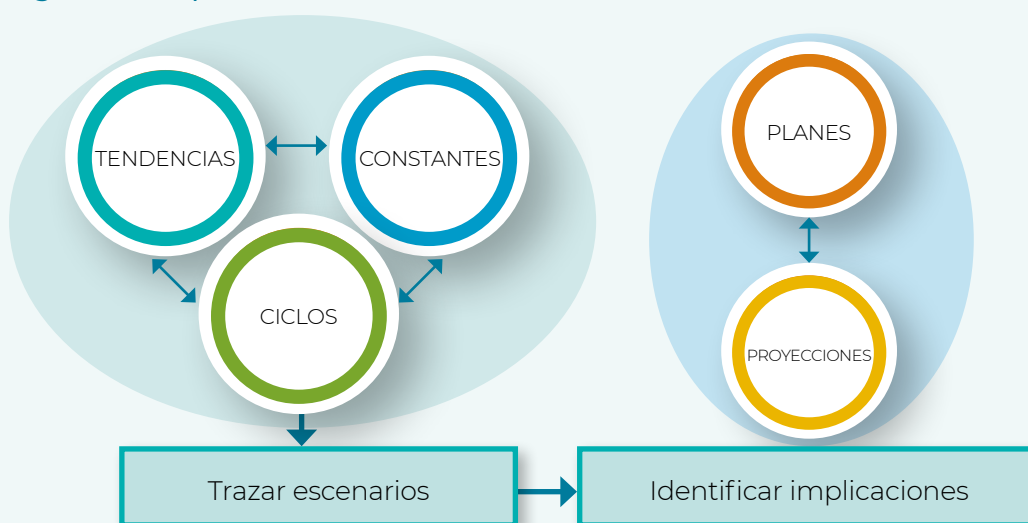 TENDENCIAS
CONSTANTES
CICLOS
PLANES
PROYECCIONES
Trazar escenarios
Identificar implicaciones